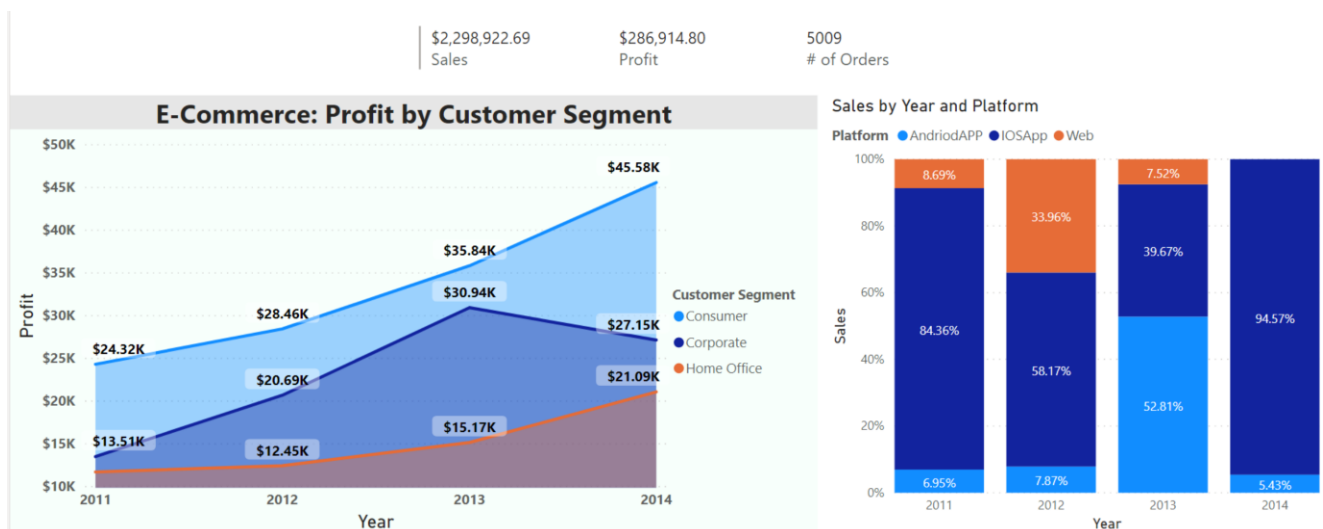 $2,298,922.69 $286,914.80 5009
Sales Profit # of Orders
E-Commerce: Profit by Customer Segment
$50K
$45K
$40K
$35K
$30K
$25K
$20K
$15K
$10K
Profit
$24.32K
$28.46K
$35.84K
$45.58K
$13.51K
$20.69K
$30.94K
$27.15K
$12.45K
$15.17K
$21.09K
2011 2012 2013 2014
Year
Customer Segment
Consumer
Corporate
Home Office
Sales by Year and Platform
Platform AndriodAPP IOSApp Web
100%
80%
60%
40%
20%
0%
Sales
8.69%
84.36%
6.95%
33.96%
58.17%
7.87%
7.52%
39.67%
52.81%
94.57%
5.43%
2011 2012 2013 2014
Year